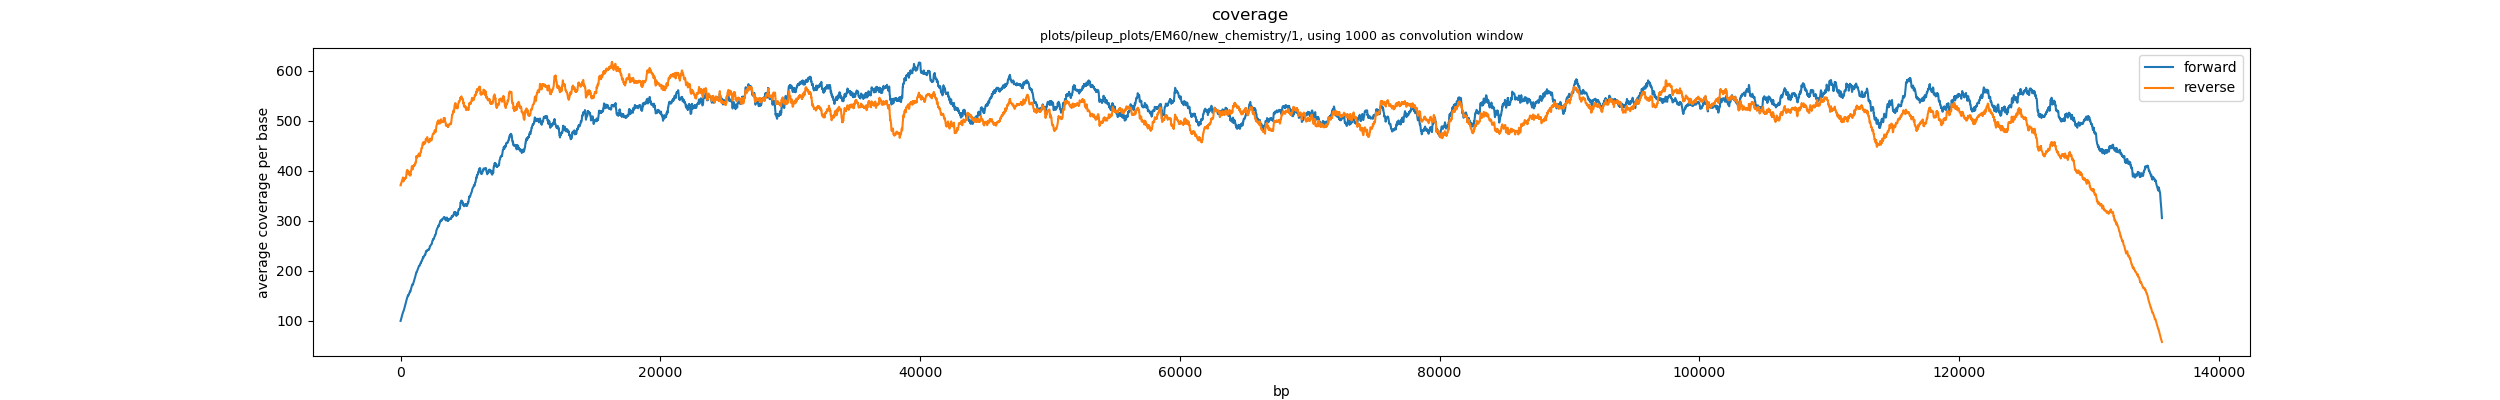 coverage
plots/pileup_plots/EM60/new_chemistry/1, using 1000 as convolution window
average coverage per base
600
500
400
300
200
100
forward
reverse
0 20000 40000 60000 80000 100000 120000 140000
bp